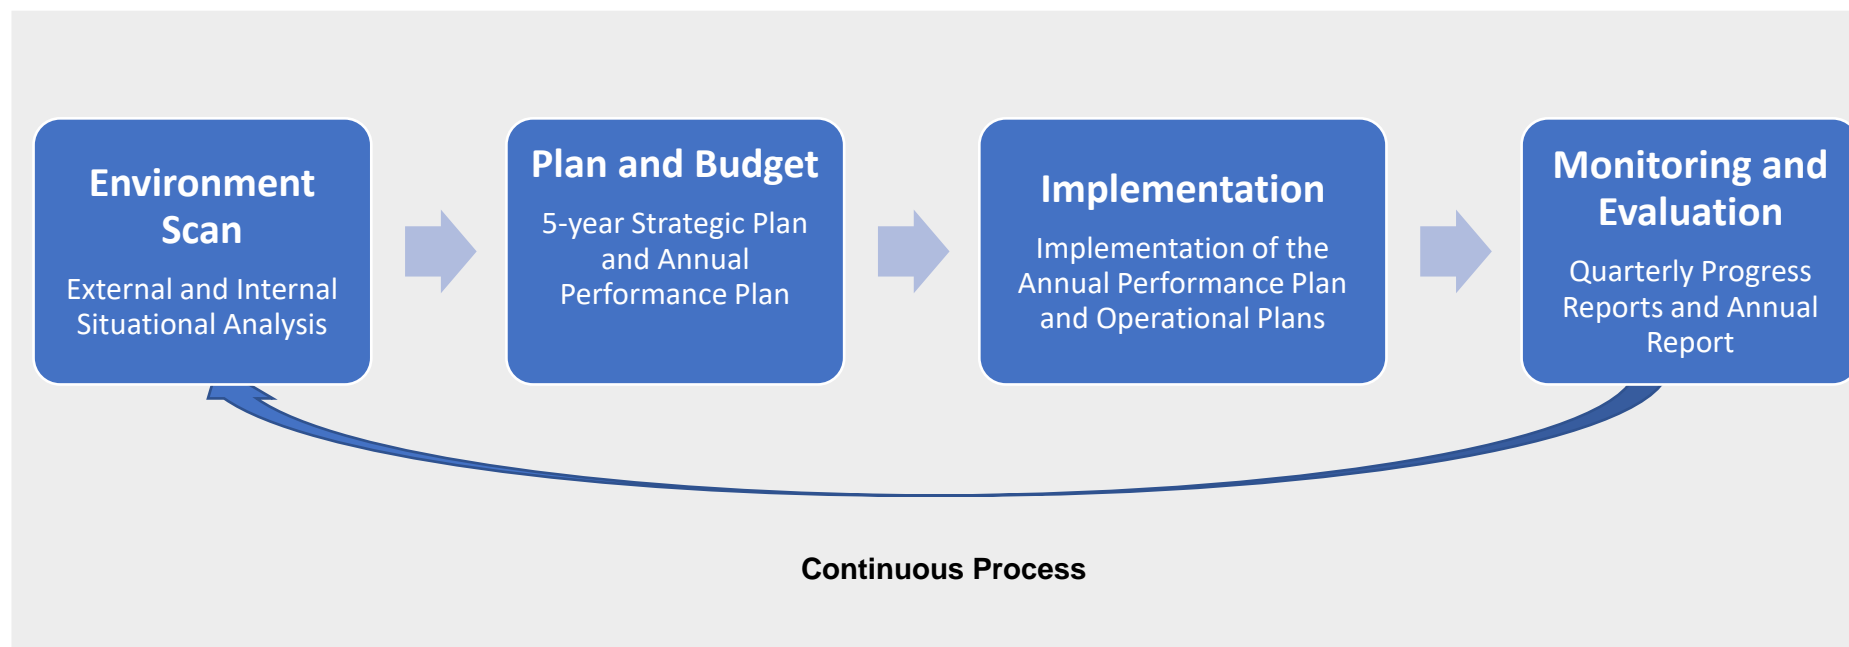 Environment
Scan
External and Internal
Situational Analysis
Plan and Budget
5-year Strategic Plan
and Annual
Performance Plan
Implementation
Implementation of the
Annual Performance Plan
and Operational Plans
Monitoring and
Evaluation
Quarterly Progress
Reports and Annual
Report
Continuous Process